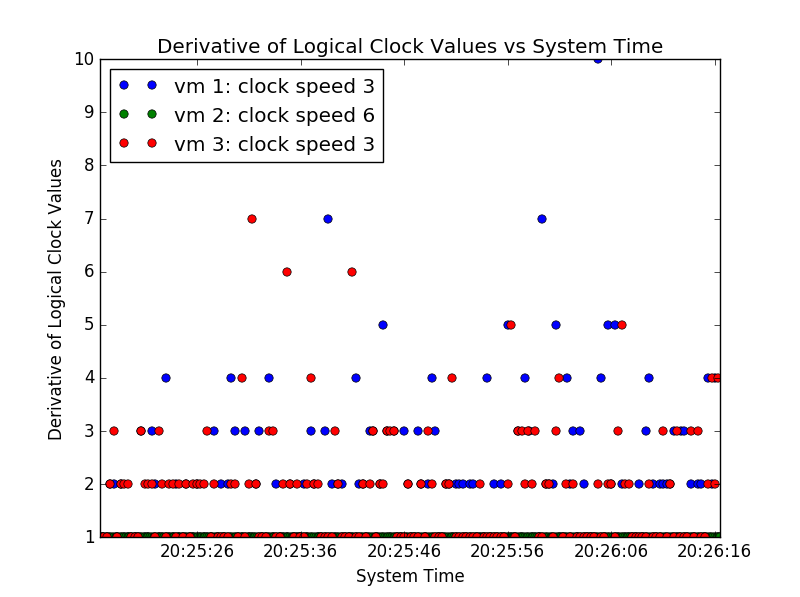 Derivative of Logical Clock Values vs System Time
10
vm 1: clock speed 3
vm 2: clock speed 6
vm 3: clock speed 3
9
8
7
6
5
4
3
2
1
Derivative of Logical Clock Values
20:25:26 20:25:36 20:25:46 20:25:56 20:26:06 20:26:16
System Time